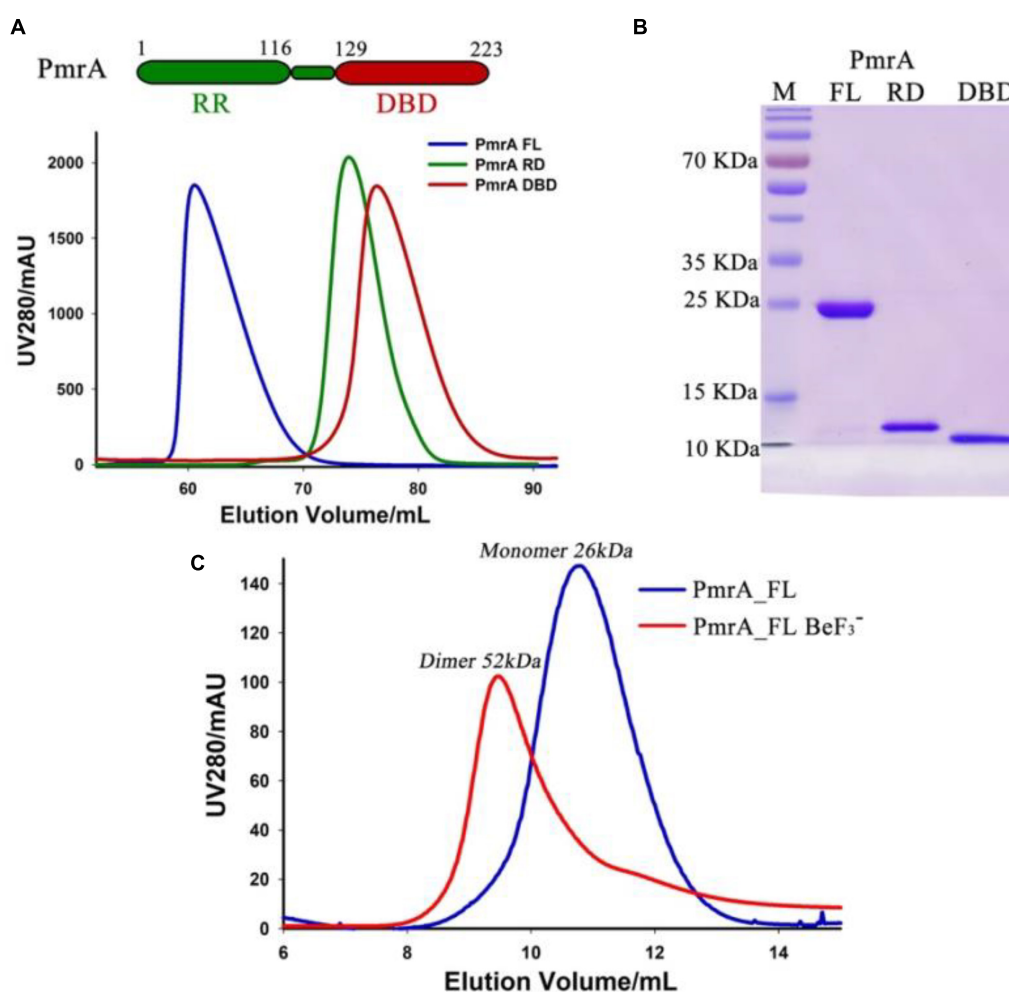 A
1 116 129 223
PmrA
RR DBD
PmrA FL
PmrA RD
PmrA DBD
2000
1500
1000
500
0
UV280/mAU
60 70 80 90
Elution Volume/mL
B
PmrA
M FL RD DBD
70 KDa
35 KDa
25 KDa
15 KDa
10 KDa
C
Monomer 26kDa
Dimer 52kDa
PmrA_FL
PmrA_FL BeF₃⁻
140
120
100
80
60
40
20
0
UV280/mAU
6 8 10 12 14
Elution Volume/mL